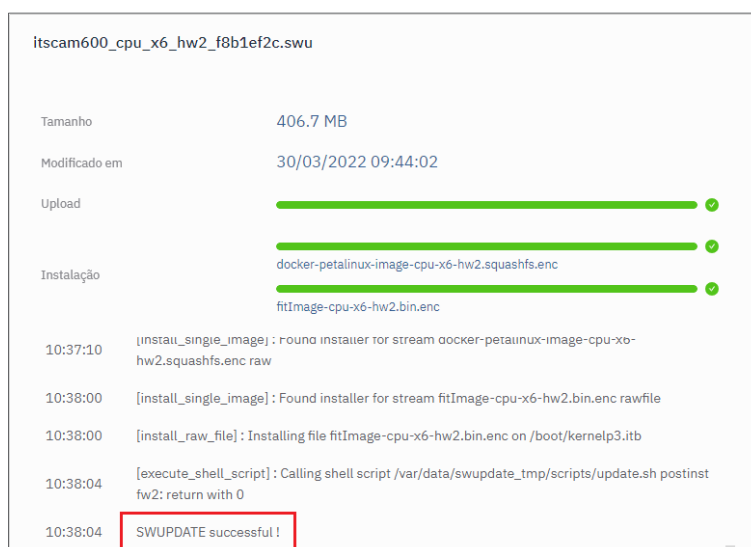 itscam600_cpu_x6_hw2_f8b1ef2c.swu
Tamanho 406.7 MB
Modificado em 30/03/2022 09:44:02
Upload
docker-petalinux-image-cpu-x6-hw2.squashfs.enc
Instalação
fitImage-cpu-x6-hw2.bin.enc
10:37:10 [install_single_image] : Found installer for stream docker-petalinux-image-cpu-x6-
hw2.squashfs.enc raw
10:38:00 [install_single_image] : Found installer for stream fitImage-cpu-x6-hw2.bin.enc rawfile
10:38:00 [install_raw_file] : Installing file fitImage-cpu-x6-hw2.bin.enc on /boot/kernelp3.itb
10:38:04 [execute_shell_script] : Calling shell script /var/data/swupdate_tmp/scripts/update.sh postinst
fw2: return with 0
10:38:04 SWUPDATE successful !